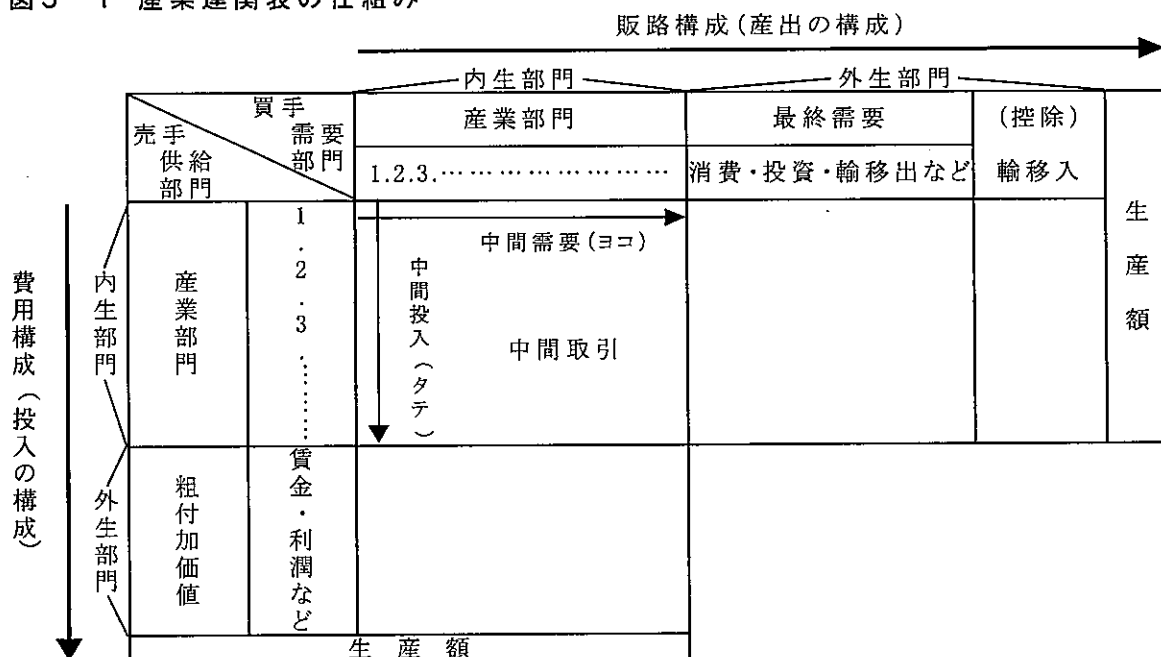 図3-1 産業連関表の仕組み
販路構成(産出の構成)
内生部門
外生部門
買手
需要
部門
売手
供給
部門
産業部門
最終需要
(控除)
1.2.3.…………………
消費・投資・輸移出など
輸移入
生産額
費用構成(投入の構成)
内生部門
産業部門
1.2.3.………
中間需要(ヨコ)
中間投入(タテ)
中間取引
外生部門
粗付加価値
賃金・利潤など
生産額